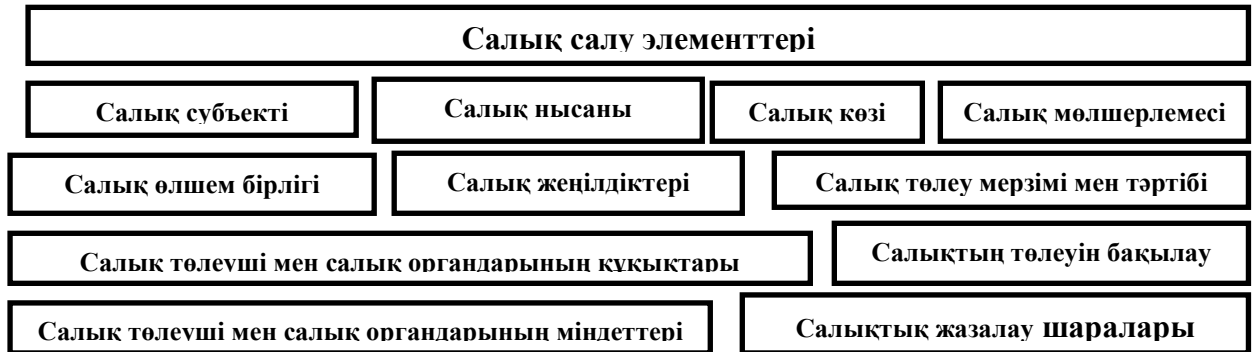 Салық салу элементтері
Салық субъекті
Салық нысаны
Салық көзі
Салық мөлшерлемесі
Салық өлшем бірлігі
Салық жеңілдіктері
Салық төлеу мерзімі мен тәртібі
Салық төлеуші мен салық органдарының құқықтары
Салықтың төлеуін бақылау
Салық төлеуші мен салық органдарының міндеттері
Салықтық жазалау шаралары